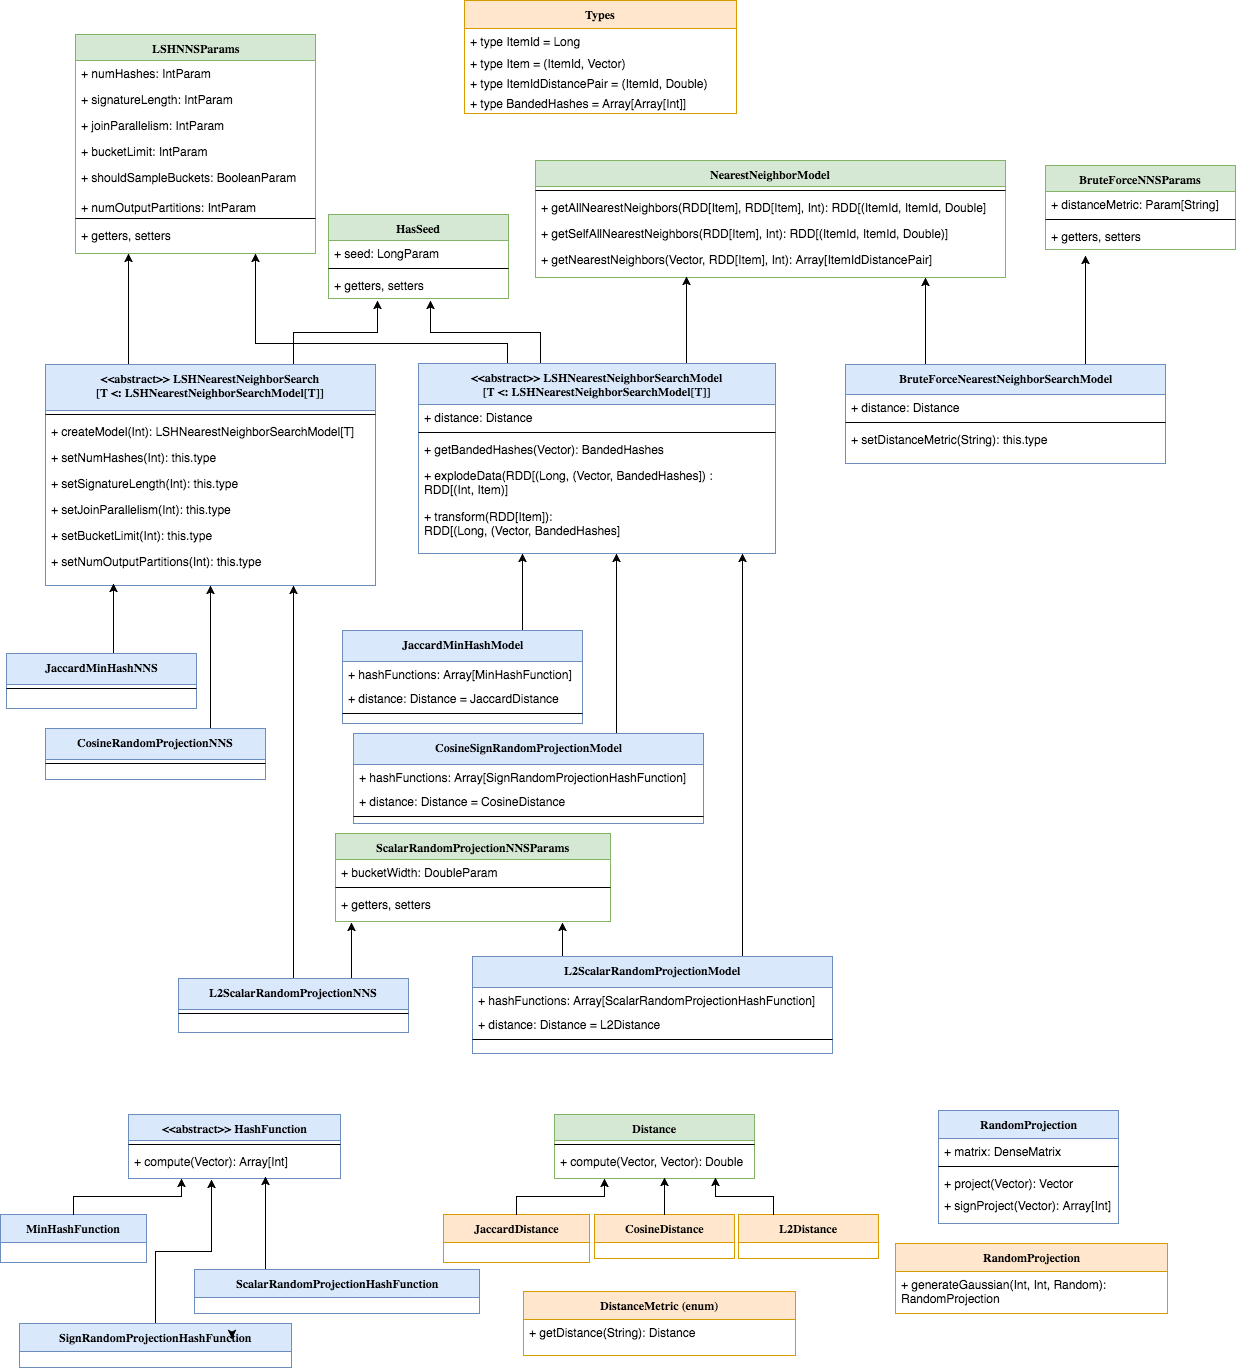 Types
+ type ItemId = Long
+ type Item = (ItemId, Vector)
+ type ItemIdDistancePair = (ItemId, Double)
+ type BandedHashes = Array[Array[Int]]
LSHNNSParams
+ numHashes: IntParam
+ signatureLength: IntParam
+ joinParallelism: IntParam
+ bucketLimit: IntParam
+ shouldSampleBuckets: BooleanParam
+ numOutputPartitions: IntParam
+ getters, setters
HasSeed
+ seed: LongParam
+ getters, setters
NearestNeighborModel
+ getAllNearestNeighbors(RDD[Item], RDD[Item], Int): RDD[(ItemId, ItemId, Double]
+ getSelfAllNearestNeighbors(RDD[Item], Int): RDD[(ItemId, ItemId, Double)]
+ getNearestNeighbors(Vector, RDD[Item], Int): Array[ItemIdDistancePair]
BruteForceNNSParams
+ distanceMetric: Param[String]
+ getters, setters
<<abstract>> LSHNearestNeighborSearch
[T <: LSHNearestNeighborSearchModel[T]]
+ createModel(Int): LSHNearestNeighborSearchModel[T]
+ setNumHashes(Int): this.type
+ setSignatureLength(Int): this.type
+ setJoinParallelism(Int): this.type
+ setBucketLimit(Int): this.type
+ setNumOutputPartitions(Int): this.type
<<abstract>> LSHNearestNeighborSearchModel
[T <: LSHNearestNeighborSearchModel[T]]
+ distance: Distance
+ getBandedHashes(Vector): BandedHashes
+ explodeData(RDD[(Long, (Vector, BandedHashes]) :
RDD[(Int, Item)]
+ transform(RDD[Item]):
RDD[(Long, (Vector, BandedHashes]
BruteForceNearestNeighborSearchModel
+ distance: Distance
+ setDistanceMetric(String): this.type
JaccardMinHashNNS
CosineRandomProjectionNNS
JaccardMinHashModel
+ hashFunctions: Array[MinHashFunction]
+ distance: Distance = JaccardDistance
CosineSignRandomProjectionModel
+ hashFunctions: Array[SignRandomProjectionHashFunction]
+ distance: Distance = CosineDistance
ScalarRandomProjectionNNSParams
+ bucketWidth: DoubleParam
+ getters, setters
L2ScalarRandomProjectionNNS
L2ScalarRandomProjectionModel
+ hashFunctions: Array[ScalarRandomProjectionHashFunction]
+ distance: Distance = L2Distance
<<abstract>> HashFunction
+ compute(Vector): Array[Int]
MinHashFunction
ScalarRandomProjectionHashFunction
SignRandomProjectionHashFunction
Distance
+ compute(Vector, Vector): Double
JaccardDistance
CosineDistance
L2Distance
DistanceMetric (enum)
+ getDistance(String): Distance
RandomProjection
+ matrix: DenseMatrix
+ project(Vector): Vector
+ signProject(Vector): Array[Int]
RandomProjection
+ generateGaussian(Int, Int, Random):
RandomProjection